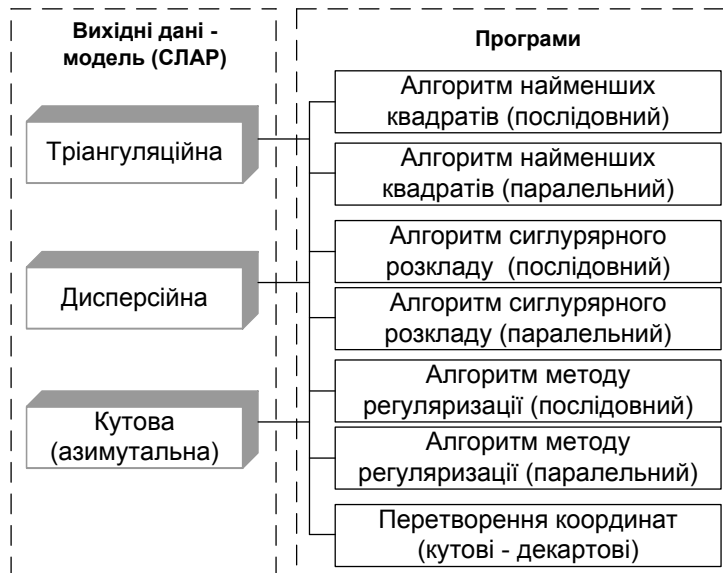 Вихідні дані -
модель (СЛАР)
Тріангуляційна
Дисперсійна
Кутова
(азимутальна)
Програми
Алгоритм найменших
квадратів (послідовний)
Алгоритм найменших
квадратів (паралельний)
Алгоритм сиглурярного
розкладу (послідовний)
Алгоритм сиглурярного
розкладу (паралельний)
Алгоритм методу
регуляризації (послідовний)
Алгоритм методу
регуляризації (паралельний)
Перетворення координат
(кутові - декартові)